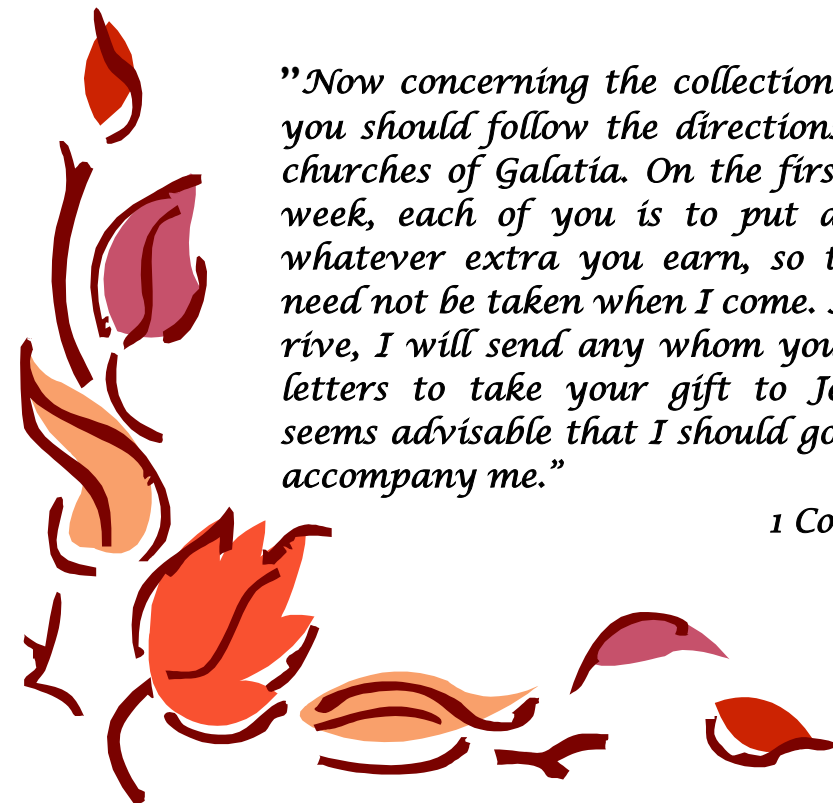 ”Now concerning the collection
you should follow the directions
churches of Galatia. On the firs
week, each of you is to put a
whatever extra you earn, so t
need not be taken when I come.
rive, I will send any whom you
letters to take your gift to Je
seems advisable that I should go
accompany me.”
1 Co